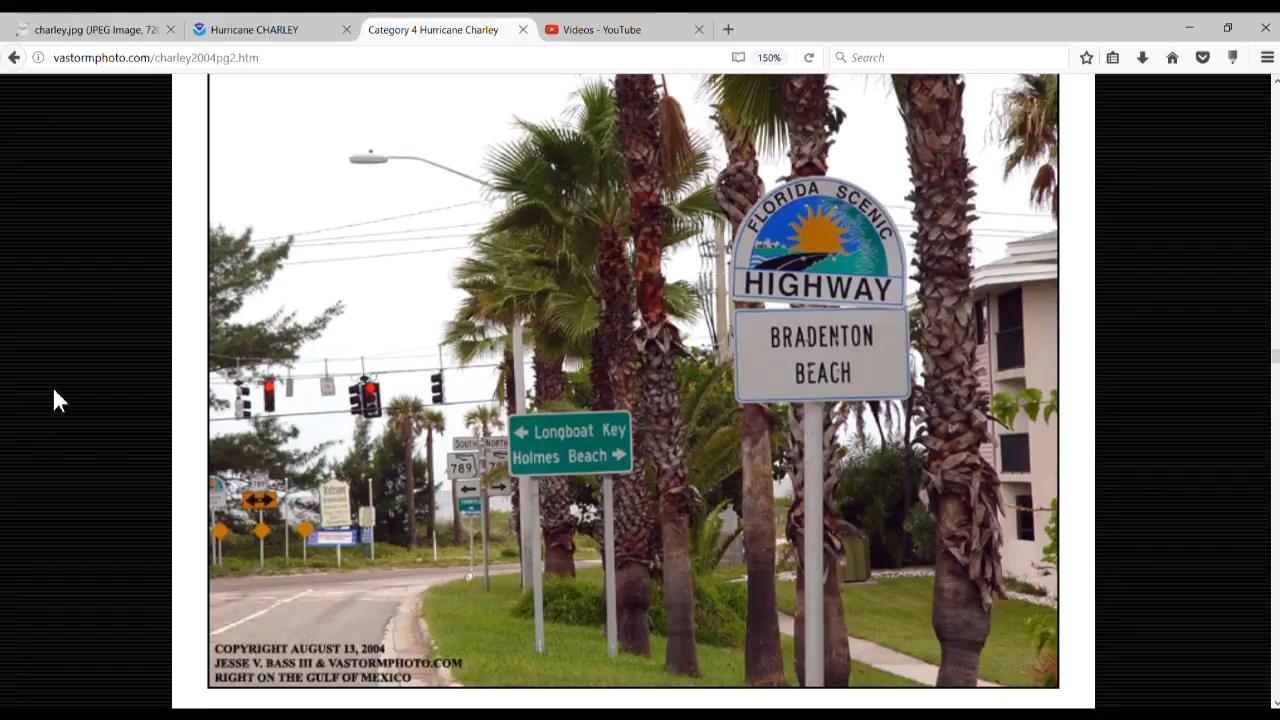 charley.jpg (JPEG Image, 720
Hurricane CHARLEY
Category 4 Hurricane Charley
Videos - YouTube
vastormphoto.com/charley2004pg2.htm
150%
Search
FLORIDA SCENIC
HIGHWAY
BRADENTON
BEACH
Longboat Key
Holmes Beach
SOUTH
NORTH
789
COPYRIGHT AUGUST 13, 2004
JESSE V. BASS III & VASTORMPHOTO.COM
RIGHT ON THE GULF OF MEXICO